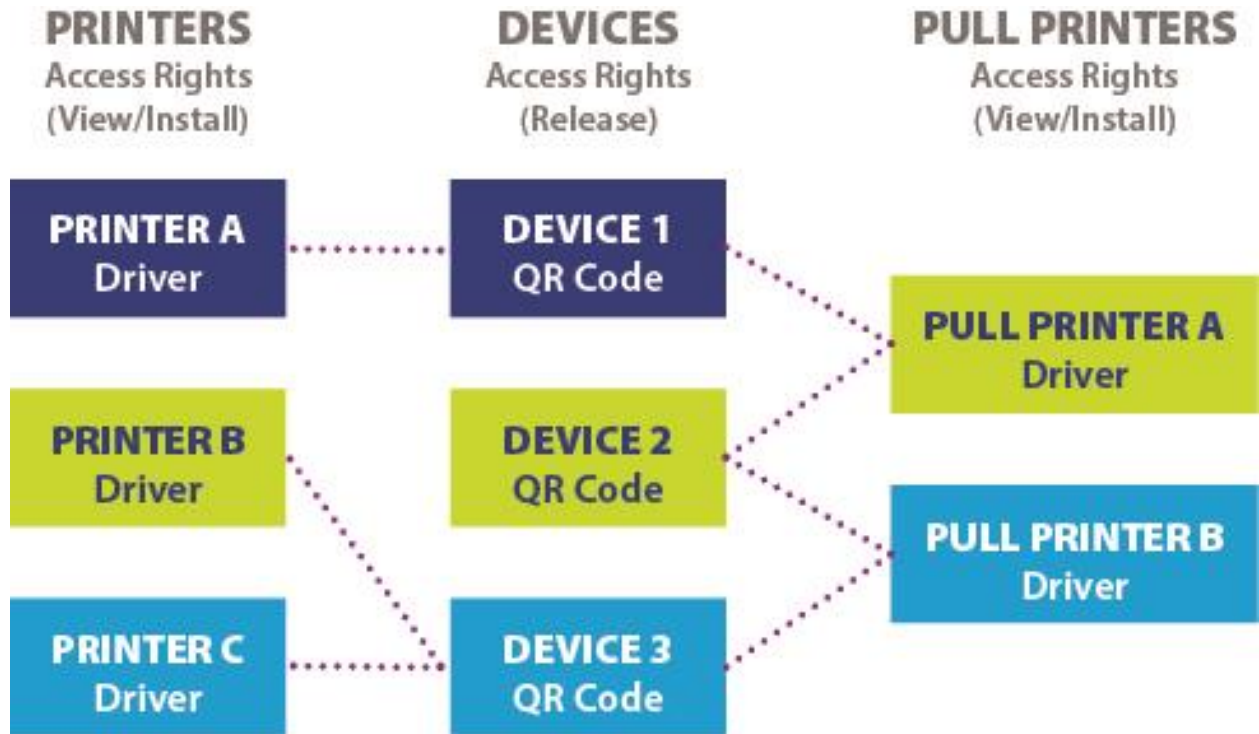 PRINTERS
Access Rights
(View/Install)
DEVICES
Access Rights
(Release)
PULL PRINTERS
Access Rights
(View/Install)
PRINTER A
Driver
DEVICE 1
QR Code
PULL PRINTER A
Driver
PRINTER B
Driver
DEVICE 2
QR Code
PULL PRINTER B
Driver
PRINTER C
Driver
DEVICE 3
QR Code